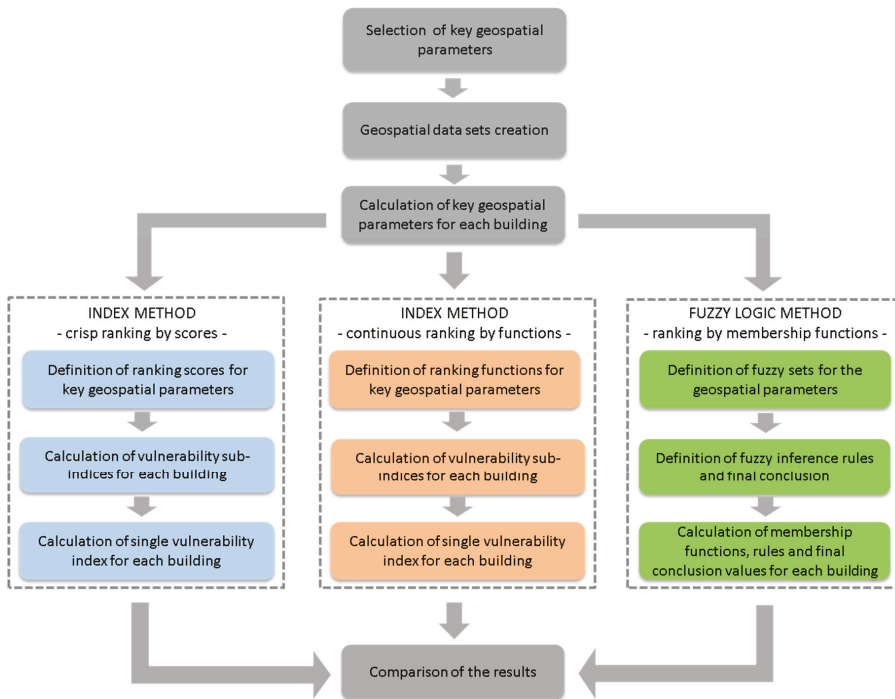 Selection of key geospatial
parameters
Geospatial data sets creation
Calculation of key geospatial
parameters for each building
INDEX METHOD
- crisp ranking by scores -
Definition of ranking scores for
key geospatial parameters
Calculation of vulnerability sub-
indices for each building
Calculation of single vulnerability
index for each building
INDEX METHOD
- continuous ranking by functions -
Definition of ranking functions for
key geospatial parameters
Calculation of vulnerability sub-
indices for each building
Calculation of single vulnerability
index for each building
FUZZY LOGIC METHOD
- ranking by membership functions -
Definition of fuzzy sets for the
geospatial parameters
Definition of fuzzy inference rules
and final conclusion
Calculation of membership
functions, rules and final
conclusion values for each building
Comparison of the results